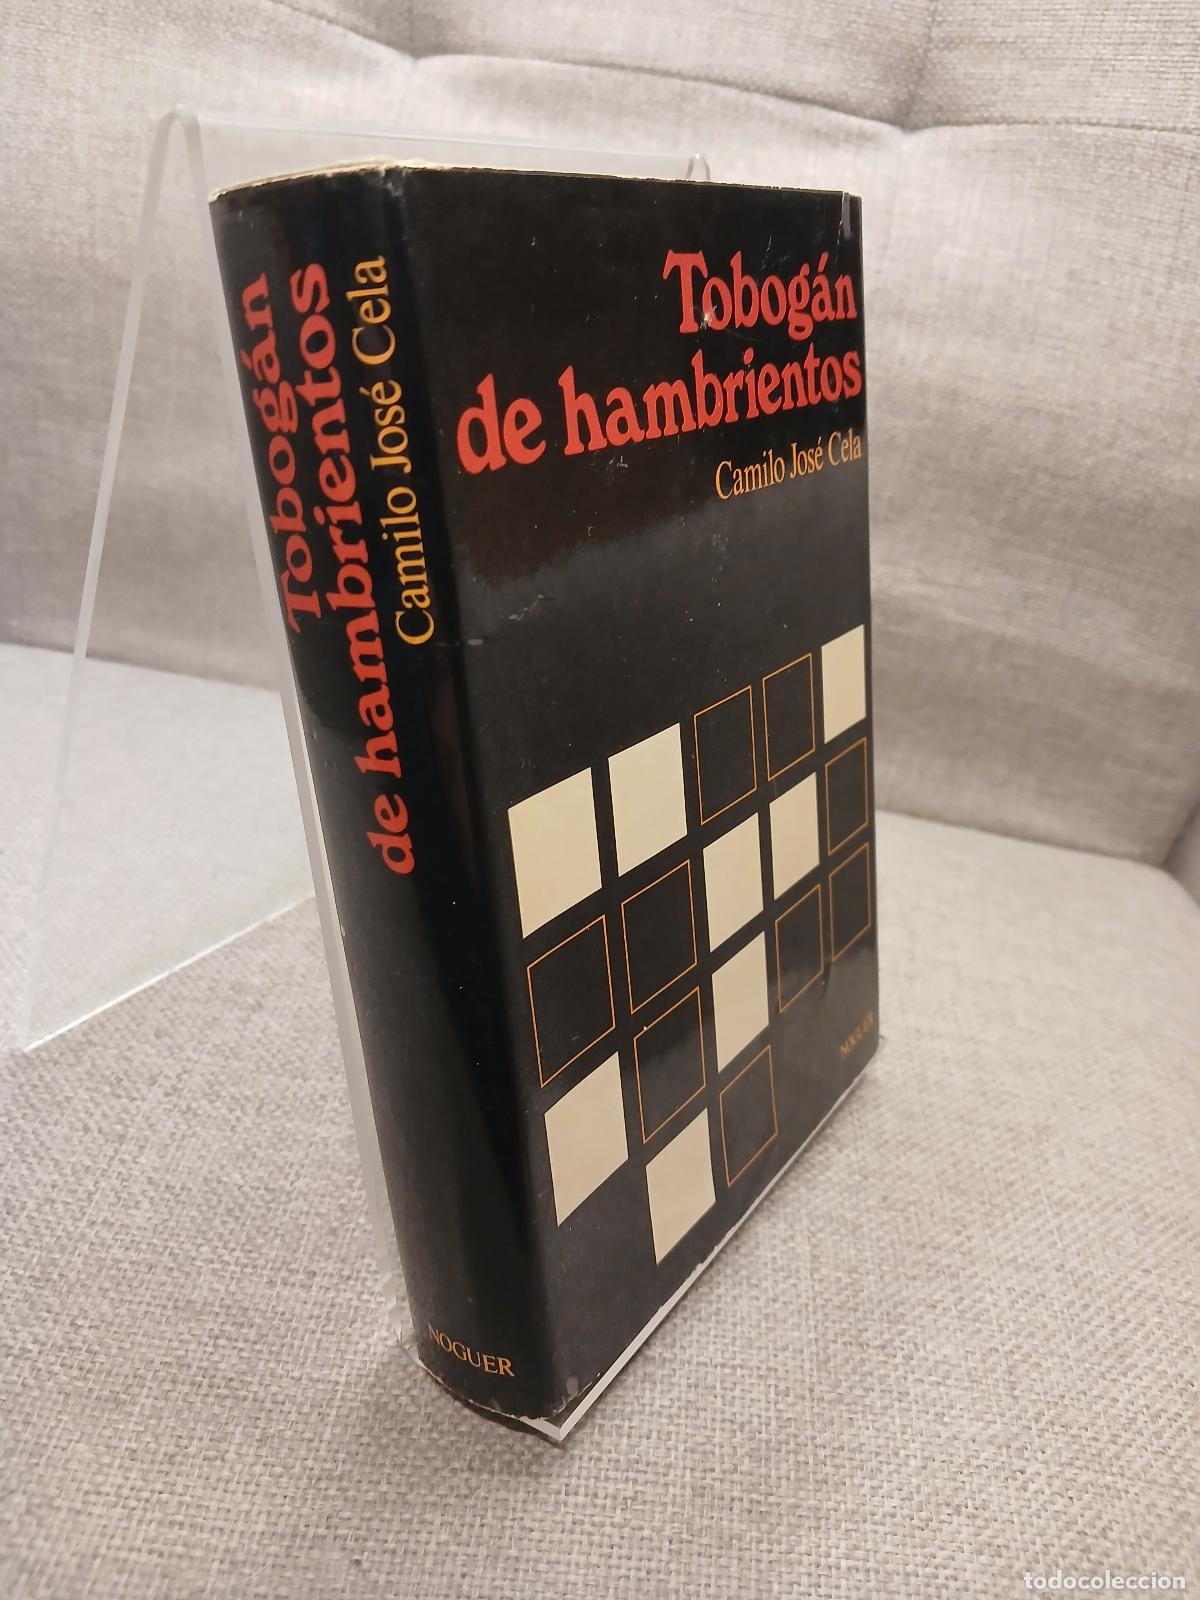 Tobogán
de hambrientos
Camilo José Cela
NOGUER
Tobogán
de hambrientos
Camilo José Cela
NOGUER
todocoleccion